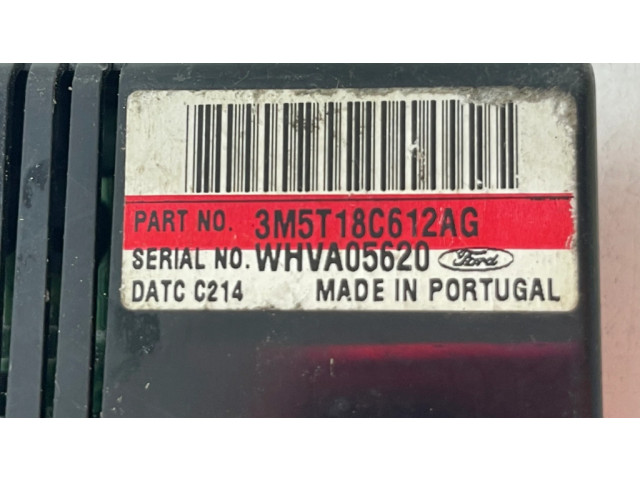 PART NO. 3M5T18C612AG
SERIAL NO. WHVA05620 Ford
DATC C214 MADE IN PORTUGAL